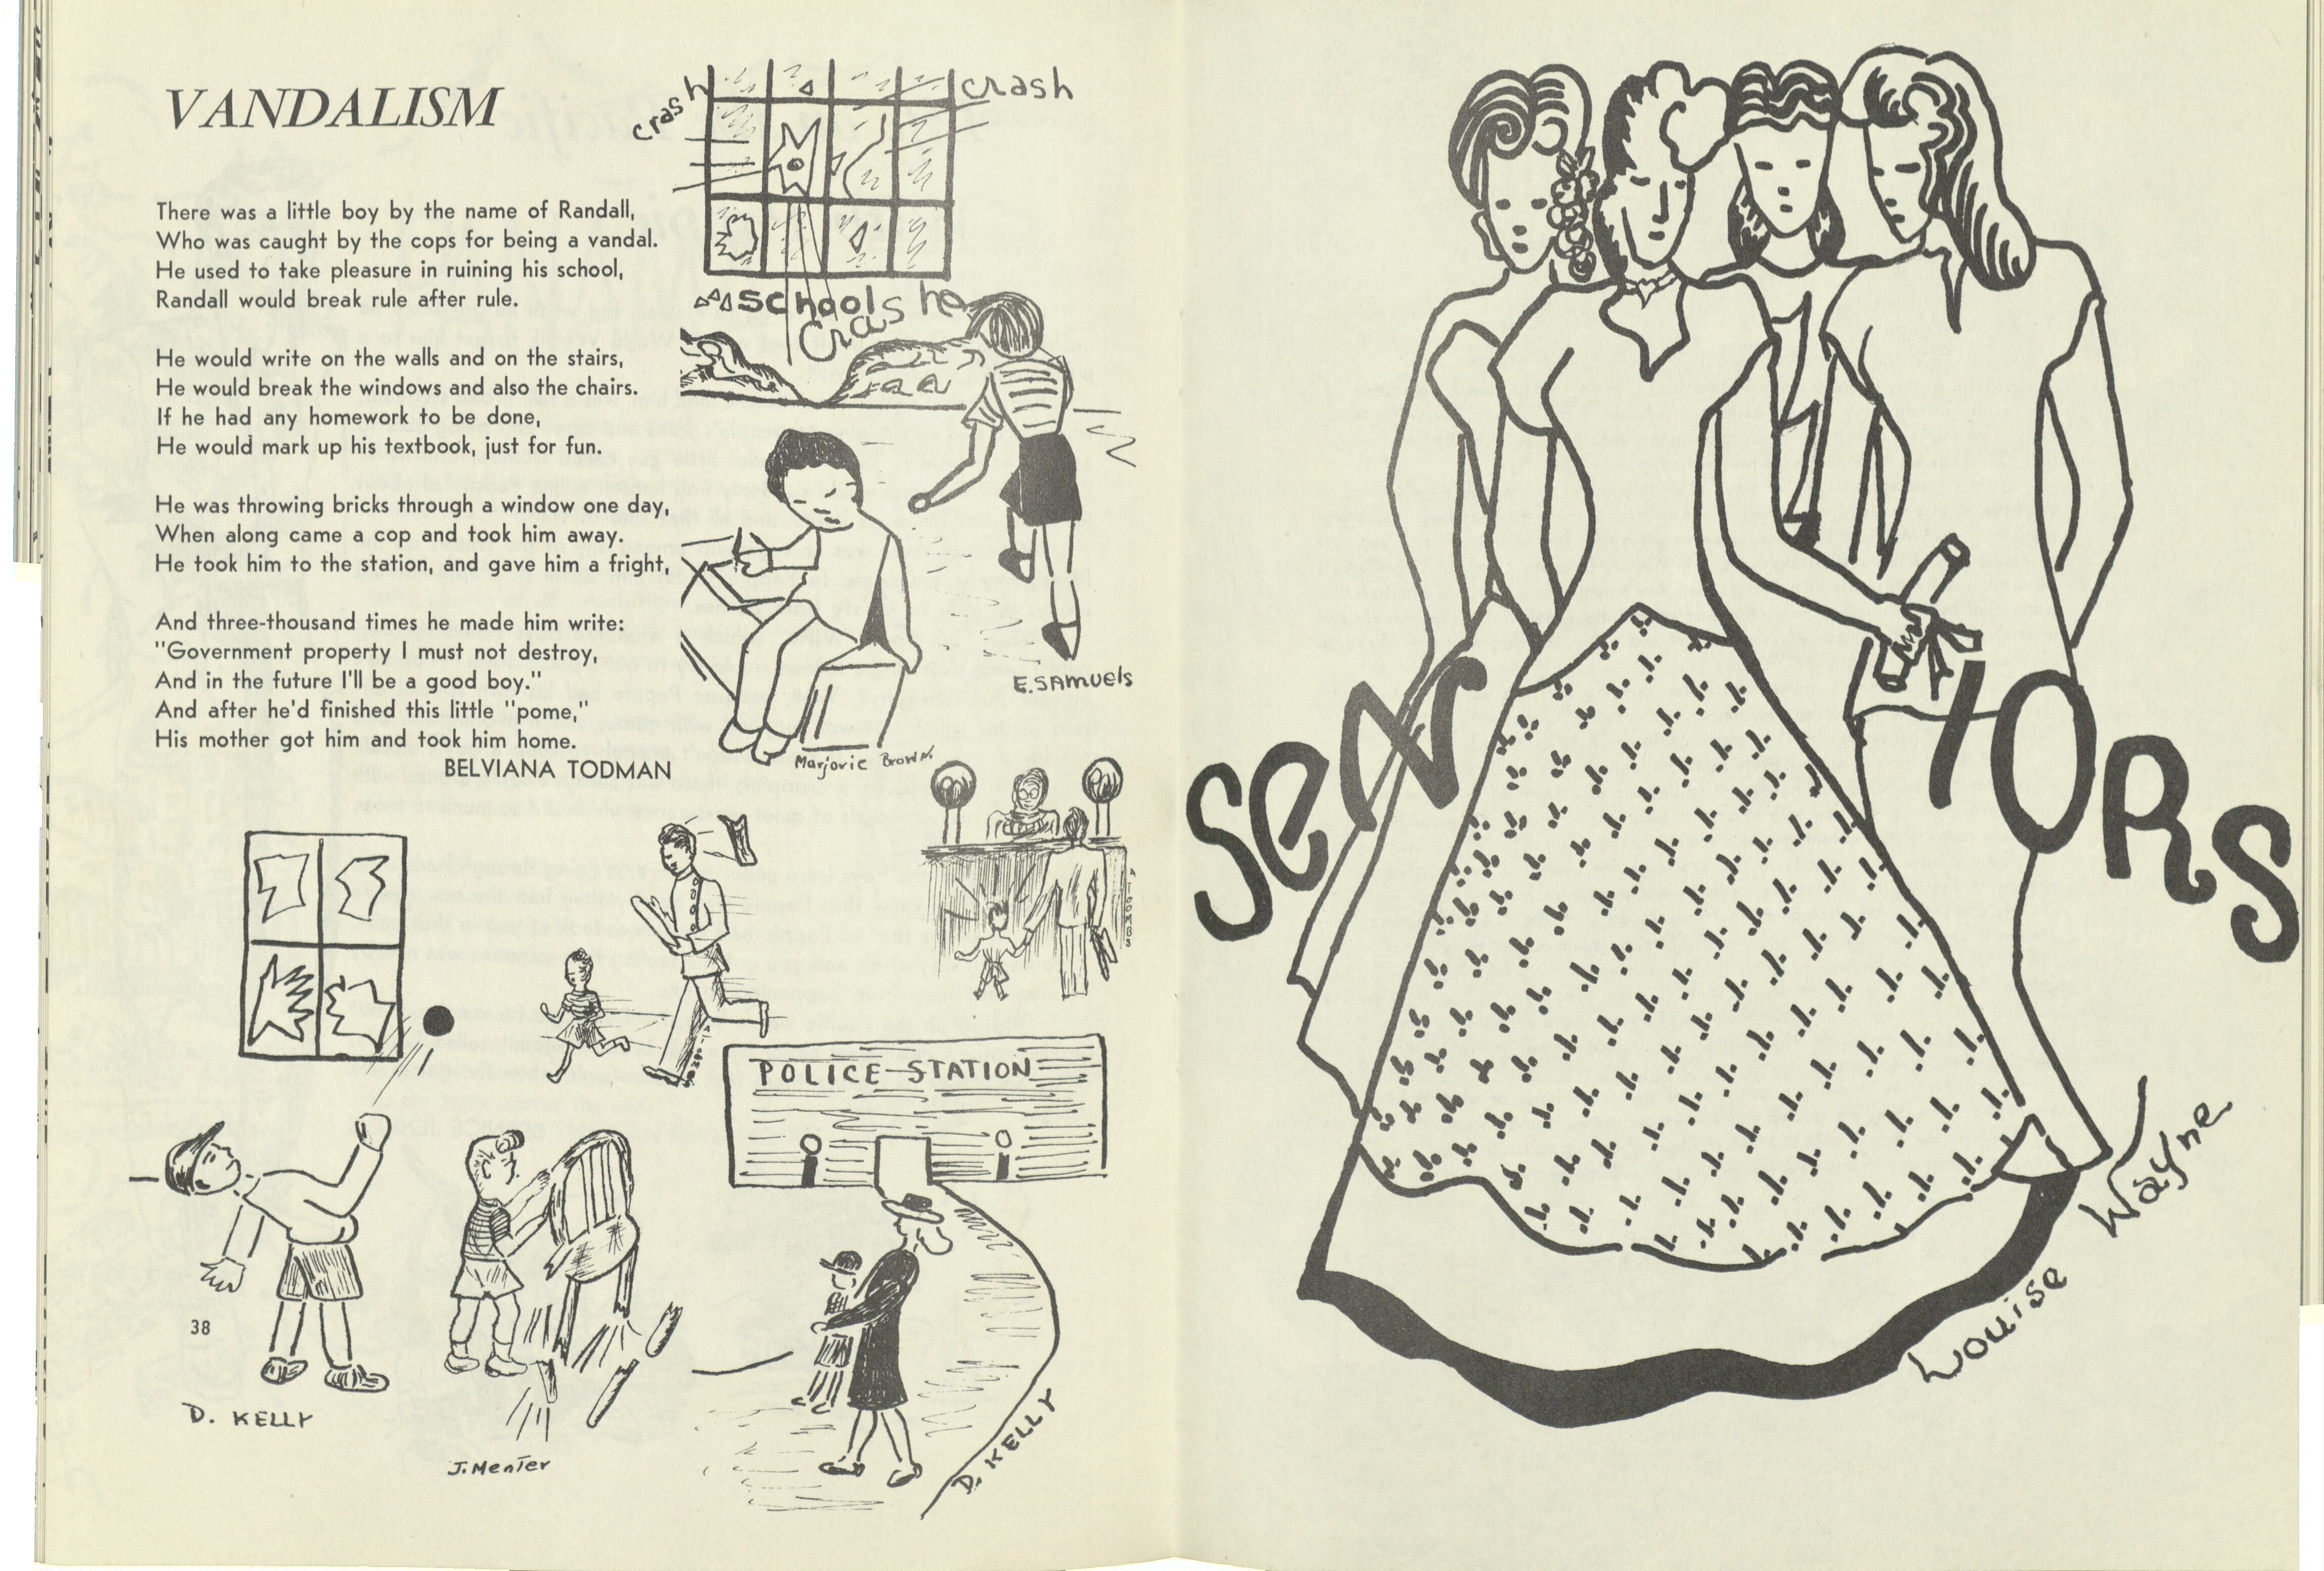 VANDALISM
There was a little boy by the name of Randall,
Who was caught by the cops for being a vandal.
He used to take pleasure in ruining his school,
Randall would break rule after rule.
He would write on the walls and on the stairs,
He would break the windows and also the chairs.
If he had any homework to be done,
He would mark up his textbook, just for fun.
He was throwing bricks through a window one day,
When along came a cop and took him away.
He took him to the station, and gave him a fright,
And three-thousand times he made him write:
"Government property I must not destroy,
And in the future I'll be a good boy."
And after he'd finished this little "pome,"
His mother got him and took him home.
BELVIANA TODMAN
crash
crash
schools he
Crash
E. SAMUELS
Marjorie Brown
POLICE STATION
38
D. KELLY
J. Menter
D. KELLY
SENIORS
Wayne
Louise